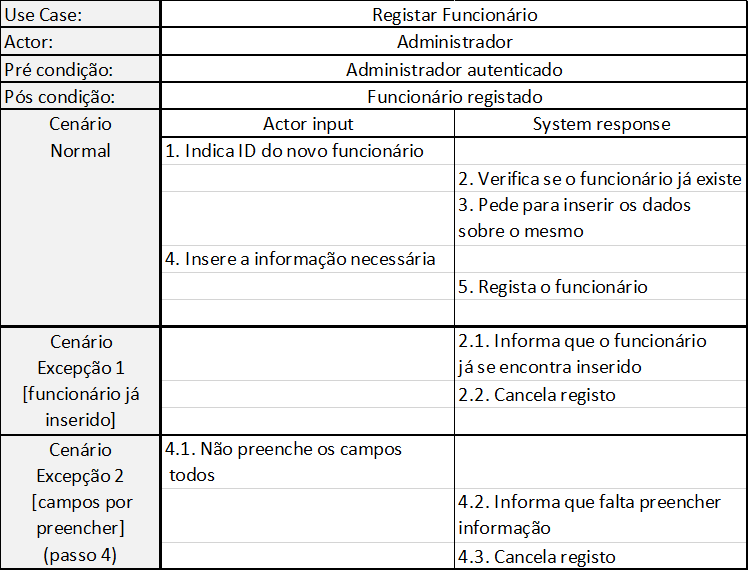 Use Case: Registar Funcionário
Actor: Administrador
Pré condição: Administrador autenticado
Pós condição: Funcionário registado
Cenário Normal
Actor input System response
1. Indica ID do novo funcionário
2. Verifica se o funcionário já existe
3. Pede para inserir os dados
sobre o mesmo
4. Insere a informação necessária
5. Regista o funcionário
Cenário
Excepção 1
[funcionário já
inserido]
2.1. Informa que o funcionário
já se encontra inserido
2.2. Cancela registo
Cenário
Excepção 2
[campos por
preencher]
(passo 4)
4.1. Não preenche os campos
todos
4.2. Informa que falta preencher
informação
4.3. Cancela registo